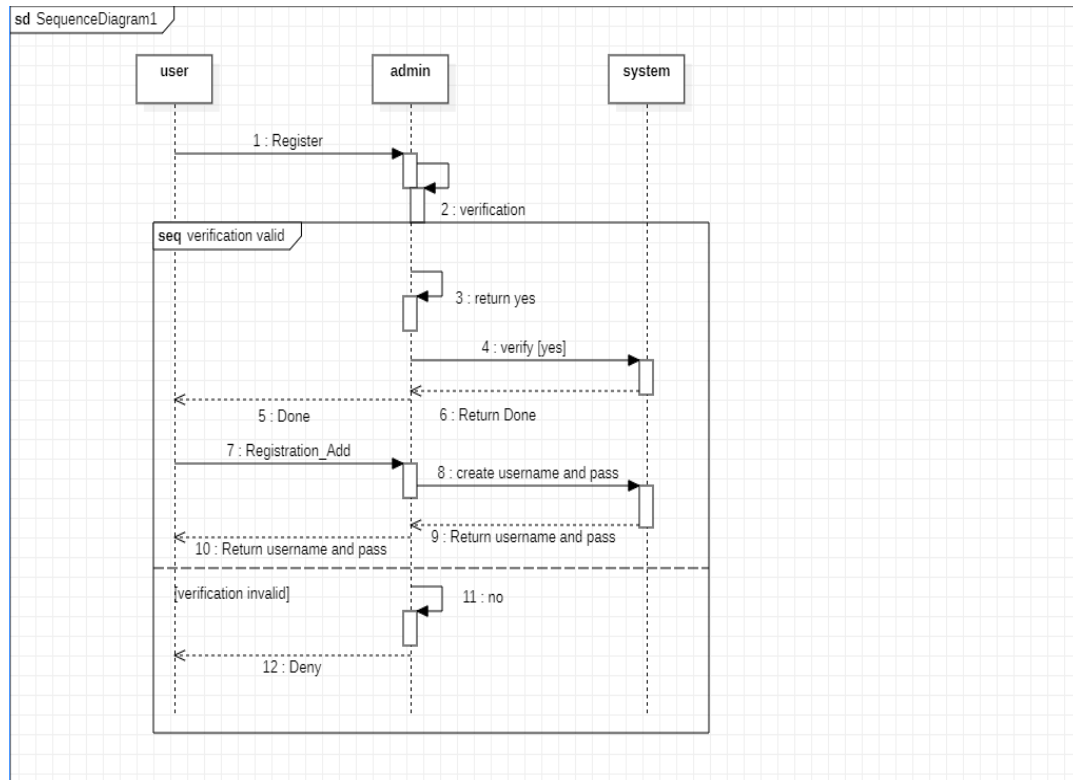 sd SequenceDiagram1
user admin system
1 : Register
2 : verification
seq verification valid
3 : return yes
4 : verify [yes]
5 : Done
6 : Return Done
7 : Registration_Add
8 : create username and pass
9 : Return username and pass
10 : Return username and pass
[verification invalid]
11 : no
12 : Deny